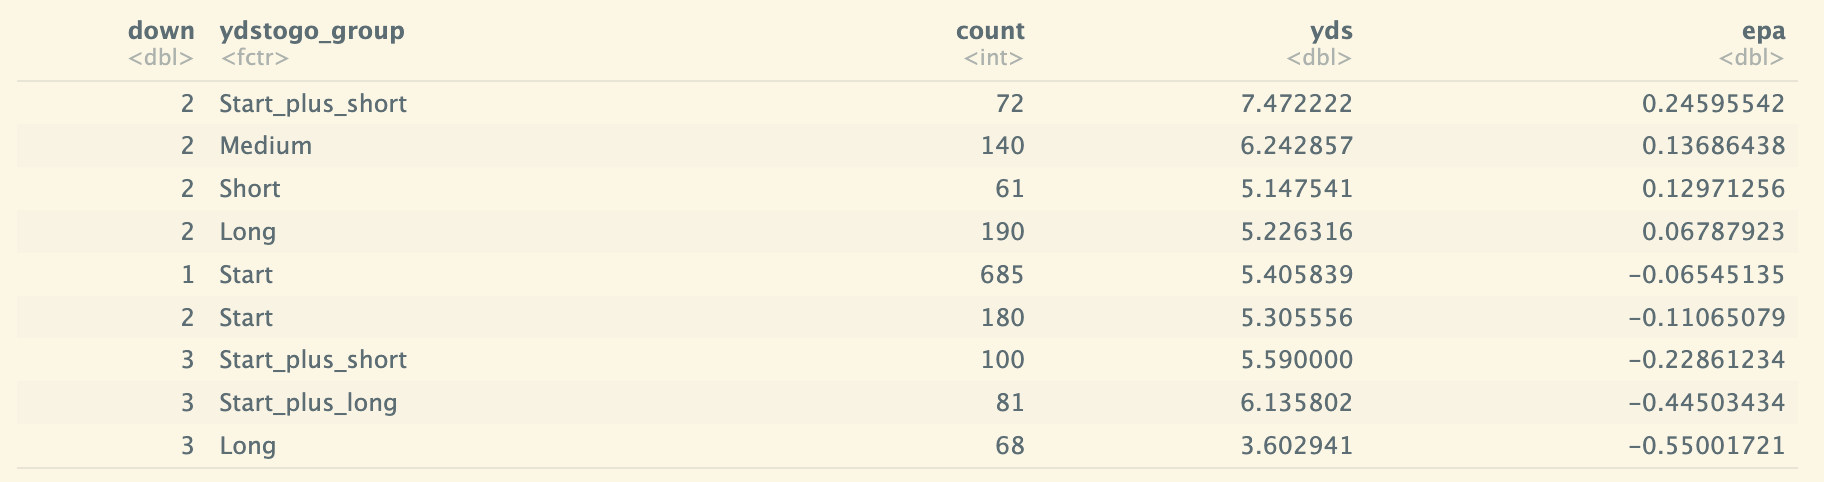 down ydstogo_group count yds epa
<dbl> <fctr> <int> <dbl> <dbl>
2 Start_plus_short 72 7.472222 0.24595542
2 Medium 140 6.242857 0.13686438
2 Short 61 5.147541 0.12971256
2 Long 190 5.226316 0.06787923
1 Start 685 5.405839 -0.06545135
2 Start 180 5.305556 -0.11065079
3 Start_plus_short 100 5.590000 -0.22861234
3 Start_plus_long 81 6.135802 -0.44503434
3 Long 68 3.602941 -0.55001721